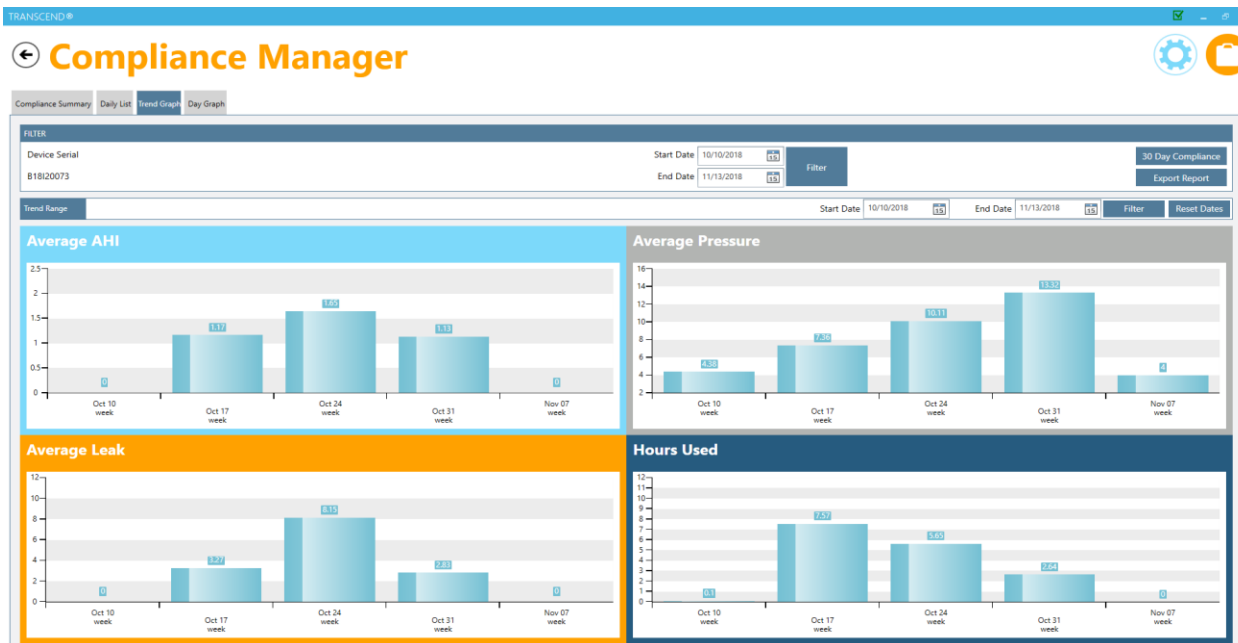 TRANSCEND®
Compliance Manager
Compliance Summary Daily List Trend Graph Day Graph
FILTER
Device Serial
B18I20073
Start Date 10/10/2018 15
End Date 11/13/2018 15
Filter
30 Day Compliance
Export Report
Trend Range
Start Date 10/10/2018 15 End Date 11/13/2018 15 Filter Reset Dates
Average AHI
2.5
2
1.5
1
0.5
0
0 1.17 1.65 1.13 0
Oct 10 week
Oct 17 week
Oct 24 week
Oct 31 week
Nov 07 week
Average Pressure
16
14
12
10
8
6
4
2
4.38 7.36 10.11 13.32 4
Oct 10 week
Oct 17 week
Oct 24 week
Oct 31 week
Nov 07 week
Average Leak
12
10
8
6
4
2
0
0 3.27 8.15 2.83 0
Oct 10 week
Oct 17 week
Oct 24 week
Oct 31 week
Nov 07 week
Hours Used
12
11
10
9
8
7
6
5
4
3
2
1
0
0.1 5.65 2.64 0
Oct 10 week
Oct 17 week
Oct 24 week
Oct 31 week
Nov 07 week